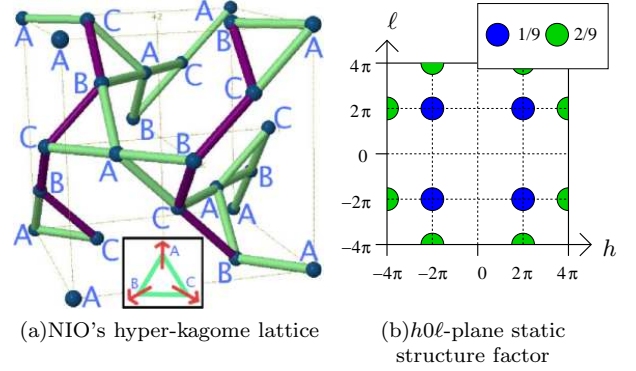 A
C
A
A
B
A
C
A
B
C
B
C
C
A
B
B
B
A
C
A
A
C
B
A
A
A
B
C
+2
ℓ
1/9 2/9
4π
2π
0
−2π
−4π
−4π −2π 0 2π 4π
h
(a)NIO's hyper-kagome lattice
(b)h0ℓ-plane static
structure factor